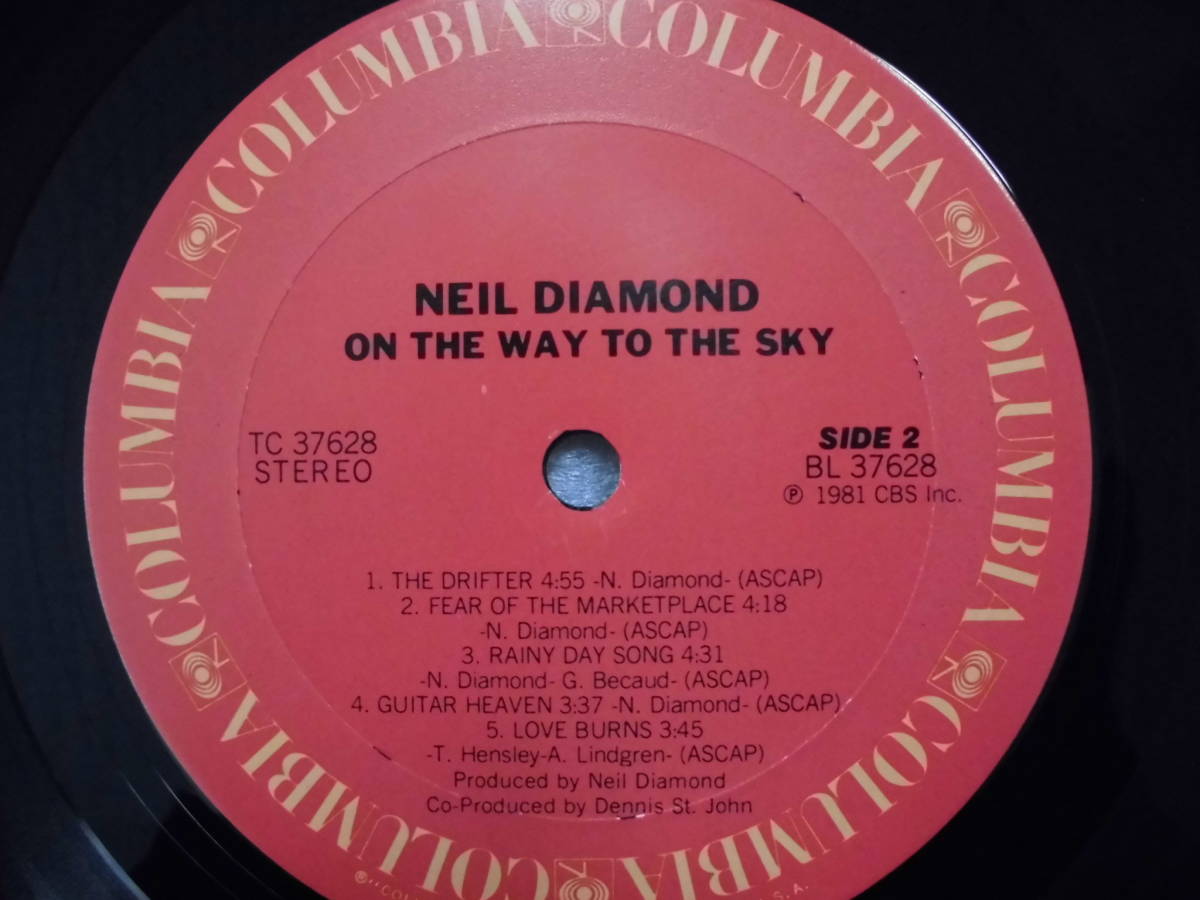 COLUMBIA COLUMBIA COLUMBIA COLUMBIA COLUMBIA COLUMBIA COLUMBIA COLUMBIA
NEIL DIAMOND
ON THE WAY TO THE SKY
TC 37628
STEREO
SIDE 2
BL 37628
℗ 1981 CBS Inc.
1. THE DRIFTER 4:55 -N. Diamond- (ASCAP)
2. FEAR OF THE MARKETPLACE 4:18
-N. Diamond- (ASCAP)
3. RAINY DAY SONG 4:31
-N. Diamond- G. Becaud- (ASCAP)
4. GUITAR HEAVEN 3:37 -N. Diamond- (ASCAP)
5. LOVE BURNS 3:45
-T. Hensley-A. Lindgren- (ASCAP)
Produced by Neil Diamond
Co-Produced by Dennis St. John